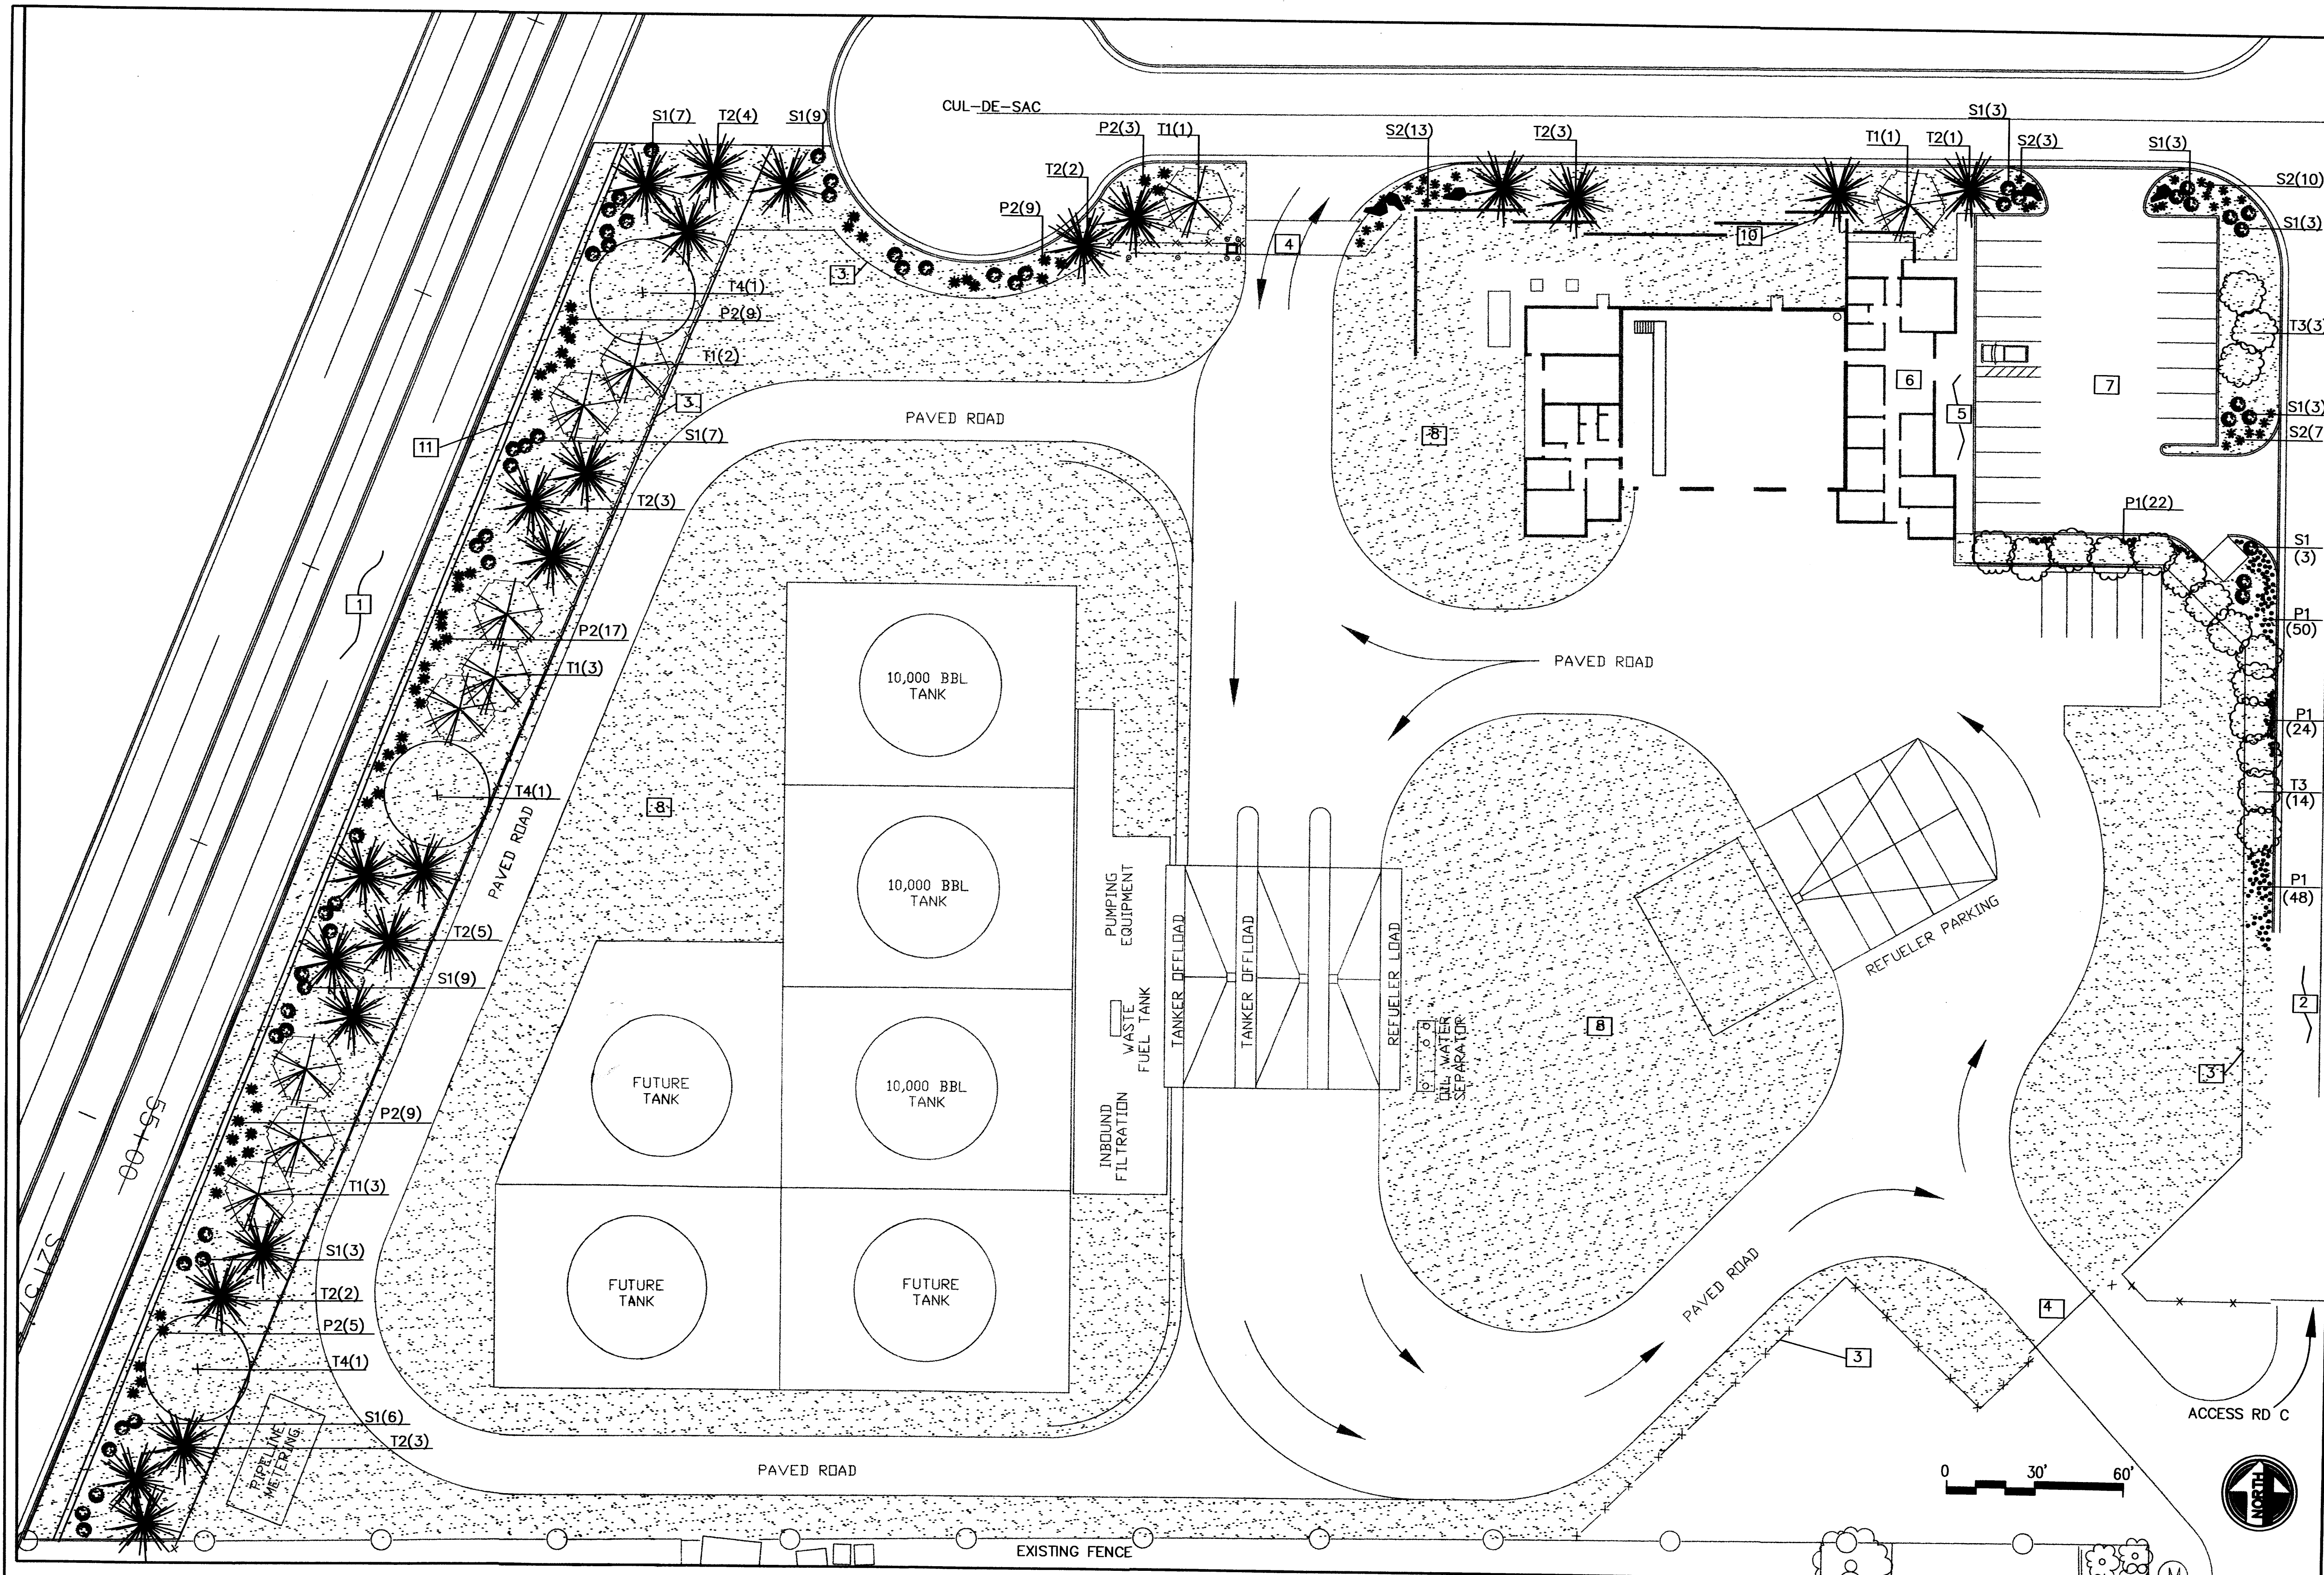 CUL-DE-SAC
S1(7)
T2(4)
S1(9)
P2(3)
T1(1)
S2(13)
T2(3)
T1(1)
T2(1)
S1(3)
S2(3)
S1(3)
S2(10)
T2(2)
P2(9)
S1(3)
10
4
3
T4(1)
P2(9)
T3(3)
T1(2)
6
7
3
5
S1(3)
PAVED ROAD
8
S1(7)
S2(7
11
T2(3)
P1(22)
S1
(3)
1
P1
(50)
P2(17)
T1(3)
PAVED ROAD
10,000 BBL
TANK
P1
(24)
T4(1)
8
T3
(14)
PAVED ROAD
10,000 BBL
TANK
P1
(48)
PUMPING
EQUIPMENT
TANKER OFFLOAD
TANKER OFFLOAD
REFUELER LOAD
REFUELER PARKING
T2(5)
S1(9)
2
WASTE
FUEL TANK
OIL WATER
SEPARATOR
8
3
FUTURE
TANK
10,000 BBL
TANK
55+00
P2(9)
INBOUND
FILTRATION
T1(3)
S1(3)
T2(2)
FUTURE
TANK
FUTURE
TANK
PAVED ROAD
4
P2(5)
3
T4(1)
ACCESS RD C
S1(6)
T2(3)
PIPELINE
METERING
PAVED ROAD
0 30' 60'
NORTH
EXISTING FENCE
M